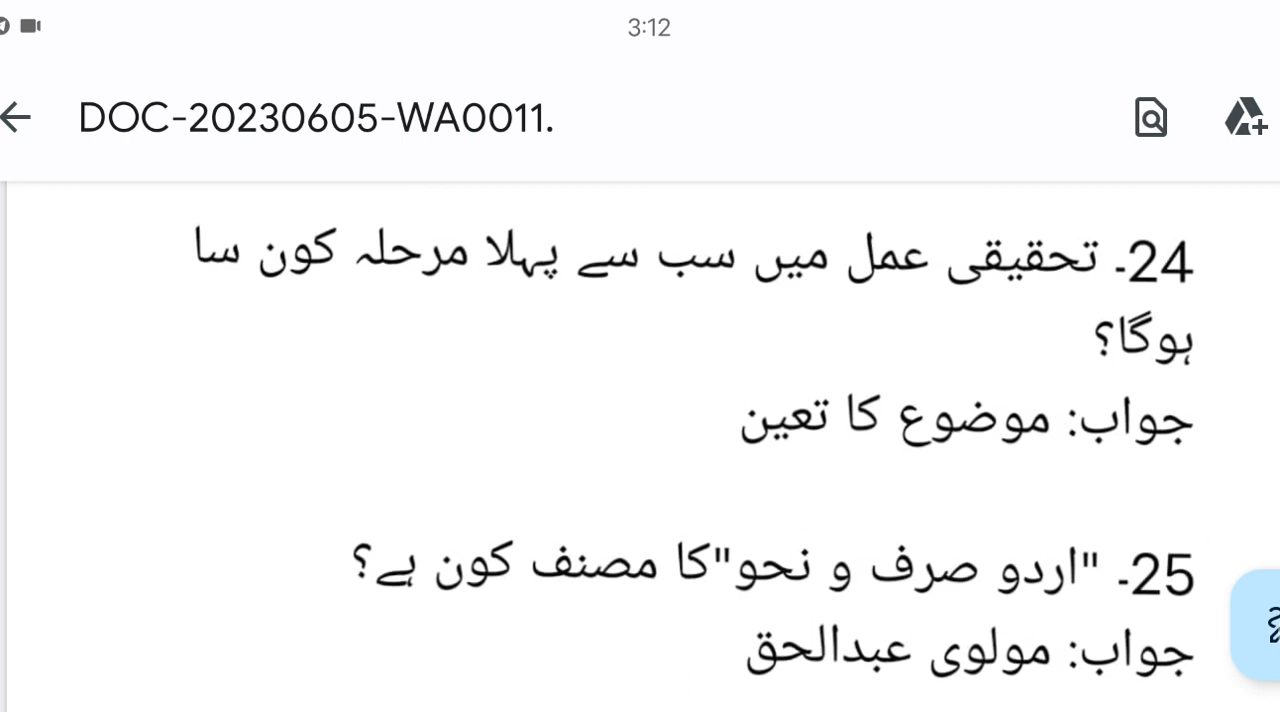 3:12
DOC-20230605-WA0011.
24۔ تحقیقی عمل میں سب سے پہلا مرحلہ کون سا
ہوگا؟
جواب: موضوع کا تعین
25۔ "اردو صرف و نحو"کا مصنف کون ہے؟
جواب: مولوی عبدالحق